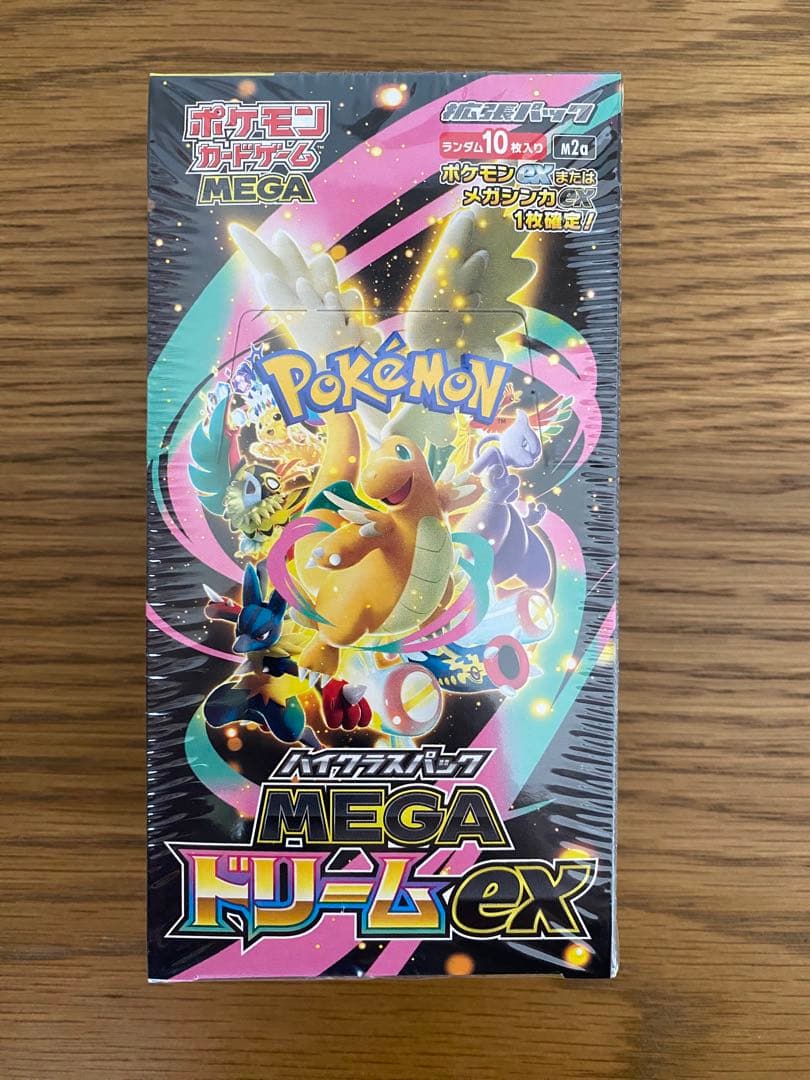 ポケモン
カードゲーム™
MEGA
拡張パック
ランダム10枚入り
M2a
ポケモンexまたは
メガシンカex
1枚確定!
POKéMON™
ハイクラスパック
MEGA
ドリームex